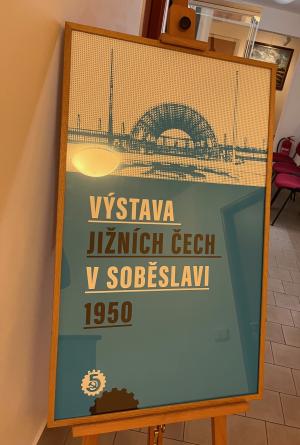 VÝSTAVA
JIŽNÍCH ČECH
V SOBĚSLAVI
1950